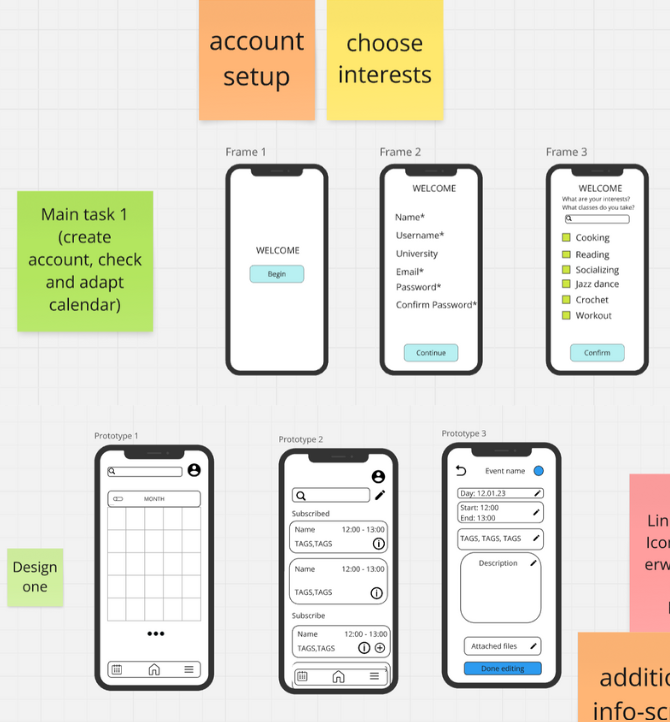 account
setup
choose
interests
Frame 1
Frame 2
Frame 3
Main task 1
(create
account, check
and adapt
calendar)
WELCOME
Begin
WELCOME
Name*
Username*
University
Email*
Password*
Confirm Password*
Continue
WELCOME
What are your interests?
What classes do you take?
Cooking
Reading
Socializing
Jazz dance
Crochet
Workout
Confirm
Design
one
Prototype 1
MONTH
Prototype 2
Subscribed
Name 12:00 - 13:00
TAGS,TAGS
Name 12:00 - 13:00
TAGS,TAGS
Subscribe
Name 12:00 - 13:00
TAGS,TAGS
Prototype 3
Event name
Day: 12.01.23
Start: 12:00
End: 13:00
TAGS, TAGS, TAGS
Description
Attached files
Done editing
Lin
Ico
erw
additio
info-sc